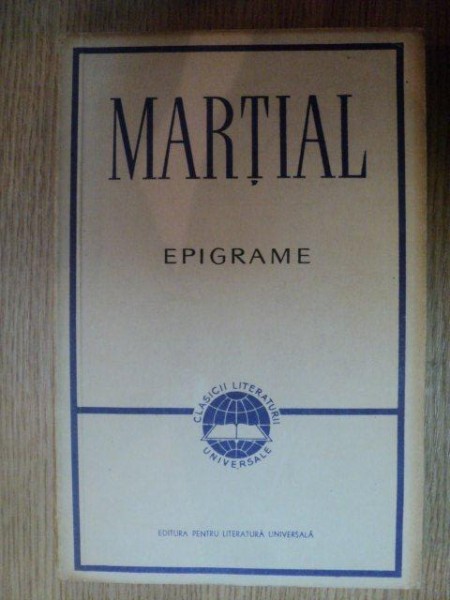 MARȚIAL
EPIGRAME
CLASICII LITERATURII
UNIVERSALE
EDITURA PENTRU LITERATURĂ UNIVERSALĂ